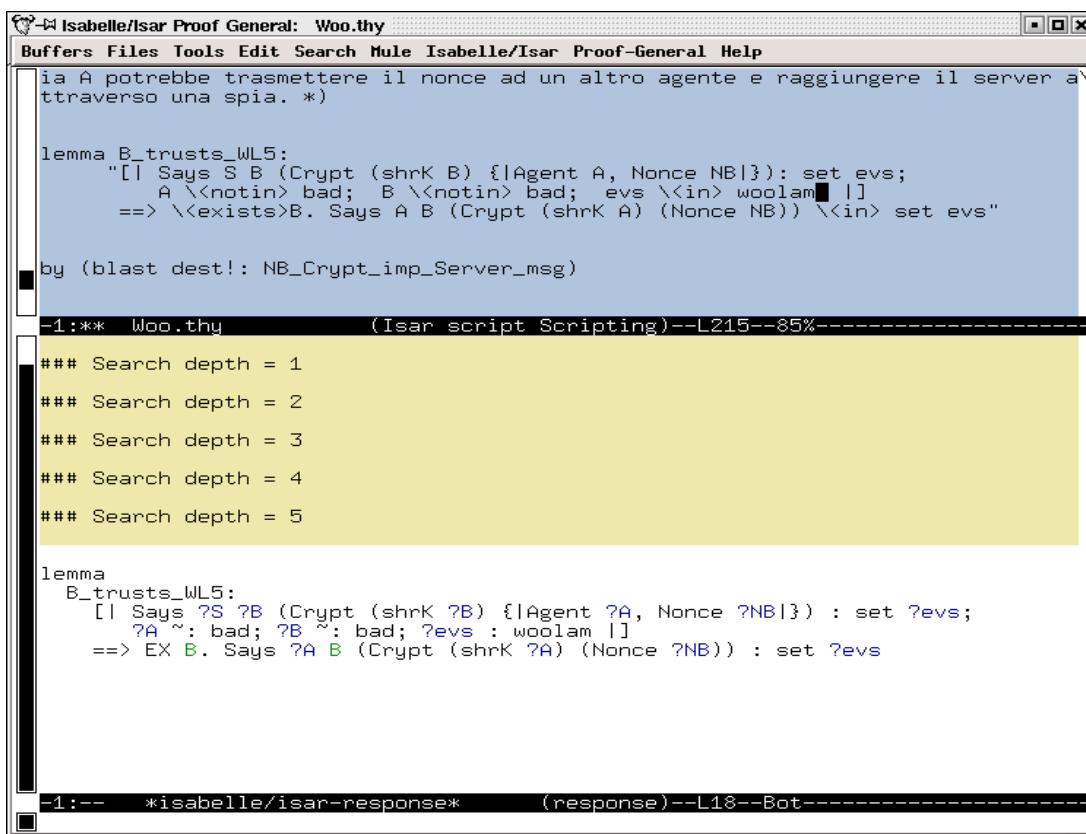 Isabelle/Isar Proof General: Woo.thy
Buffers Files Tools Edit Search Mule Isabelle/Isar Proof-General Help
ia A potrebbe trasmettere il nonce ad un altro agente e raggiungere il server a\
ttraverso una spia. *)
lemma B_trusts_WL5:
"[| Says S B (Crypt (shrK B) {|Agent A, Nonce NB|}): set evs;
A \<notin> bad; B \<notin> bad; evs \<in> woolam |]
==> \<exists>B. Says A B (Crypt (shrK A) (Nonce NB)) \<in> set evs"
by (blast dest!: NB_Crypt_imp_Server_msg)
-1:** Woo.thy (Isar script Scripting)--L215--85%----------------------
### Search depth = 1
### Search depth = 2
### Search depth = 3
### Search depth = 4
### Search depth = 5
lemma
B_trusts_WL5:
[| Says ?S ?B (Crypt (shrK ?B) {|Agent ?A, Nonce ?NB|}) : set ?evs;
?A ~: bad; ?B ~: bad; ?evs : woolam |]
==> EX B. Says ?A B (Crypt (shrK ?A) (Nonce ?NB)) : set ?evs
-1:-- *isabelle/isar-response* (response)--L18--Bot----------------------